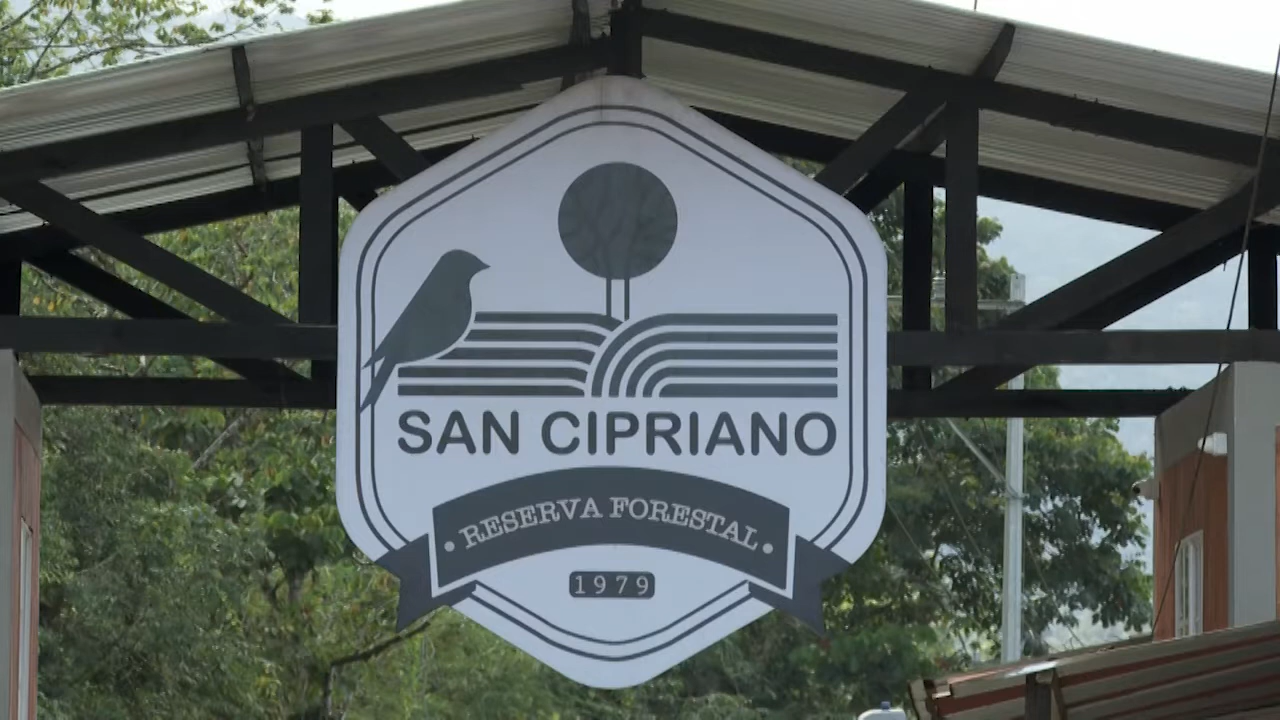 SAN CIPRIANO
• RESERVA FORESTAL •
1979